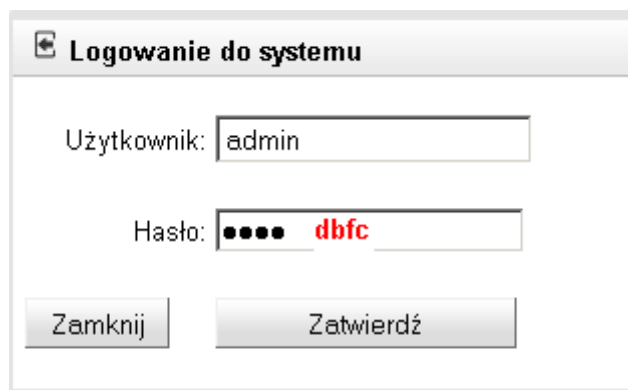 Logowanie do systemu
Użytkownik: admin
Hasło: •••• dbfc
Zamknij Zatwierdź